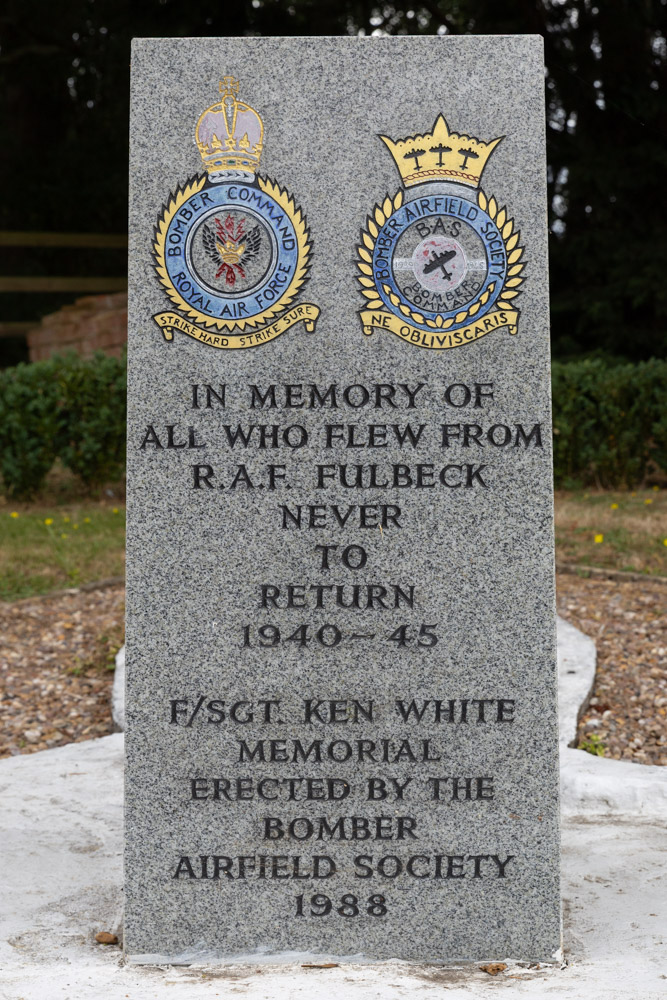 BOMBER COMMAND
ROYAL AIR FORCE
STRIKE HARD STRIKE SURE
BOMBER AIRFIELD SOCIETY
B.A.S
BOMBER
COMMAND
NE OBLIVISCARIS
IN MEMORY OF
ALL WHO FLEW FROM
R.A.F. FULBECK
NEVER
TO
RETURN
1940-45
F/SGT. KEN WHITE
MEMORIAL
ERECTED BY THE
BOMBER
AIRFIELD SOCIETY
1988